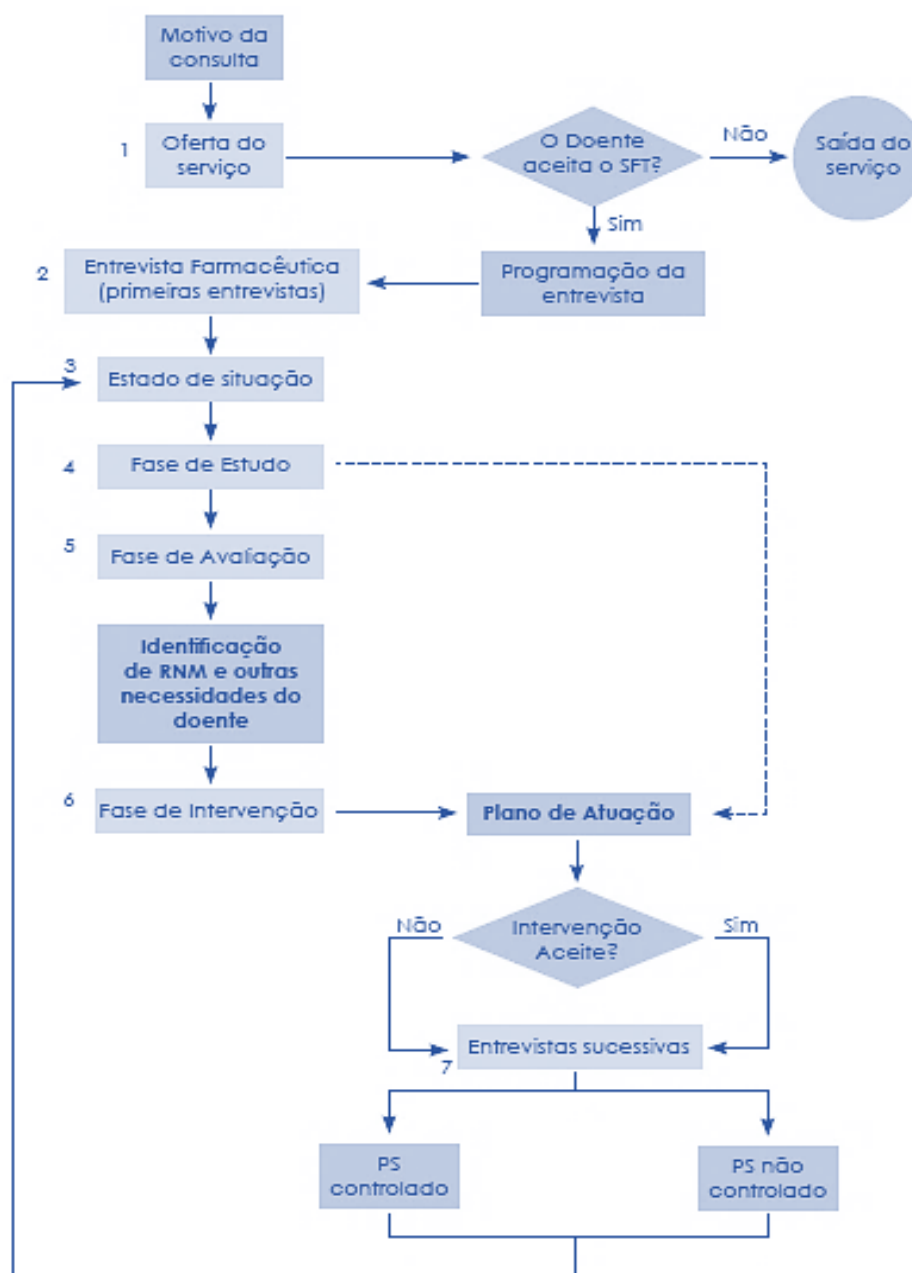 Motivo da
consulta
1
Oferta do
serviço
O Doente
aceita o SFT?
Não
Saída do
serviço
Sim
2
Entrevista Farmacêutica
(primeiras entrevistas)
Programação da
entrevista
3
Estado de situação
4
Fase de Estudo
5
Fase de Avaliação
Identificação
de RNM e outras
necessidades do
doente
6
Fase de Intervenção
Plano de Atuação
Não
Intervenção
Aceite?
Sim
Entrevistas sucessivas
7
PS
controlado
PS não
controlado